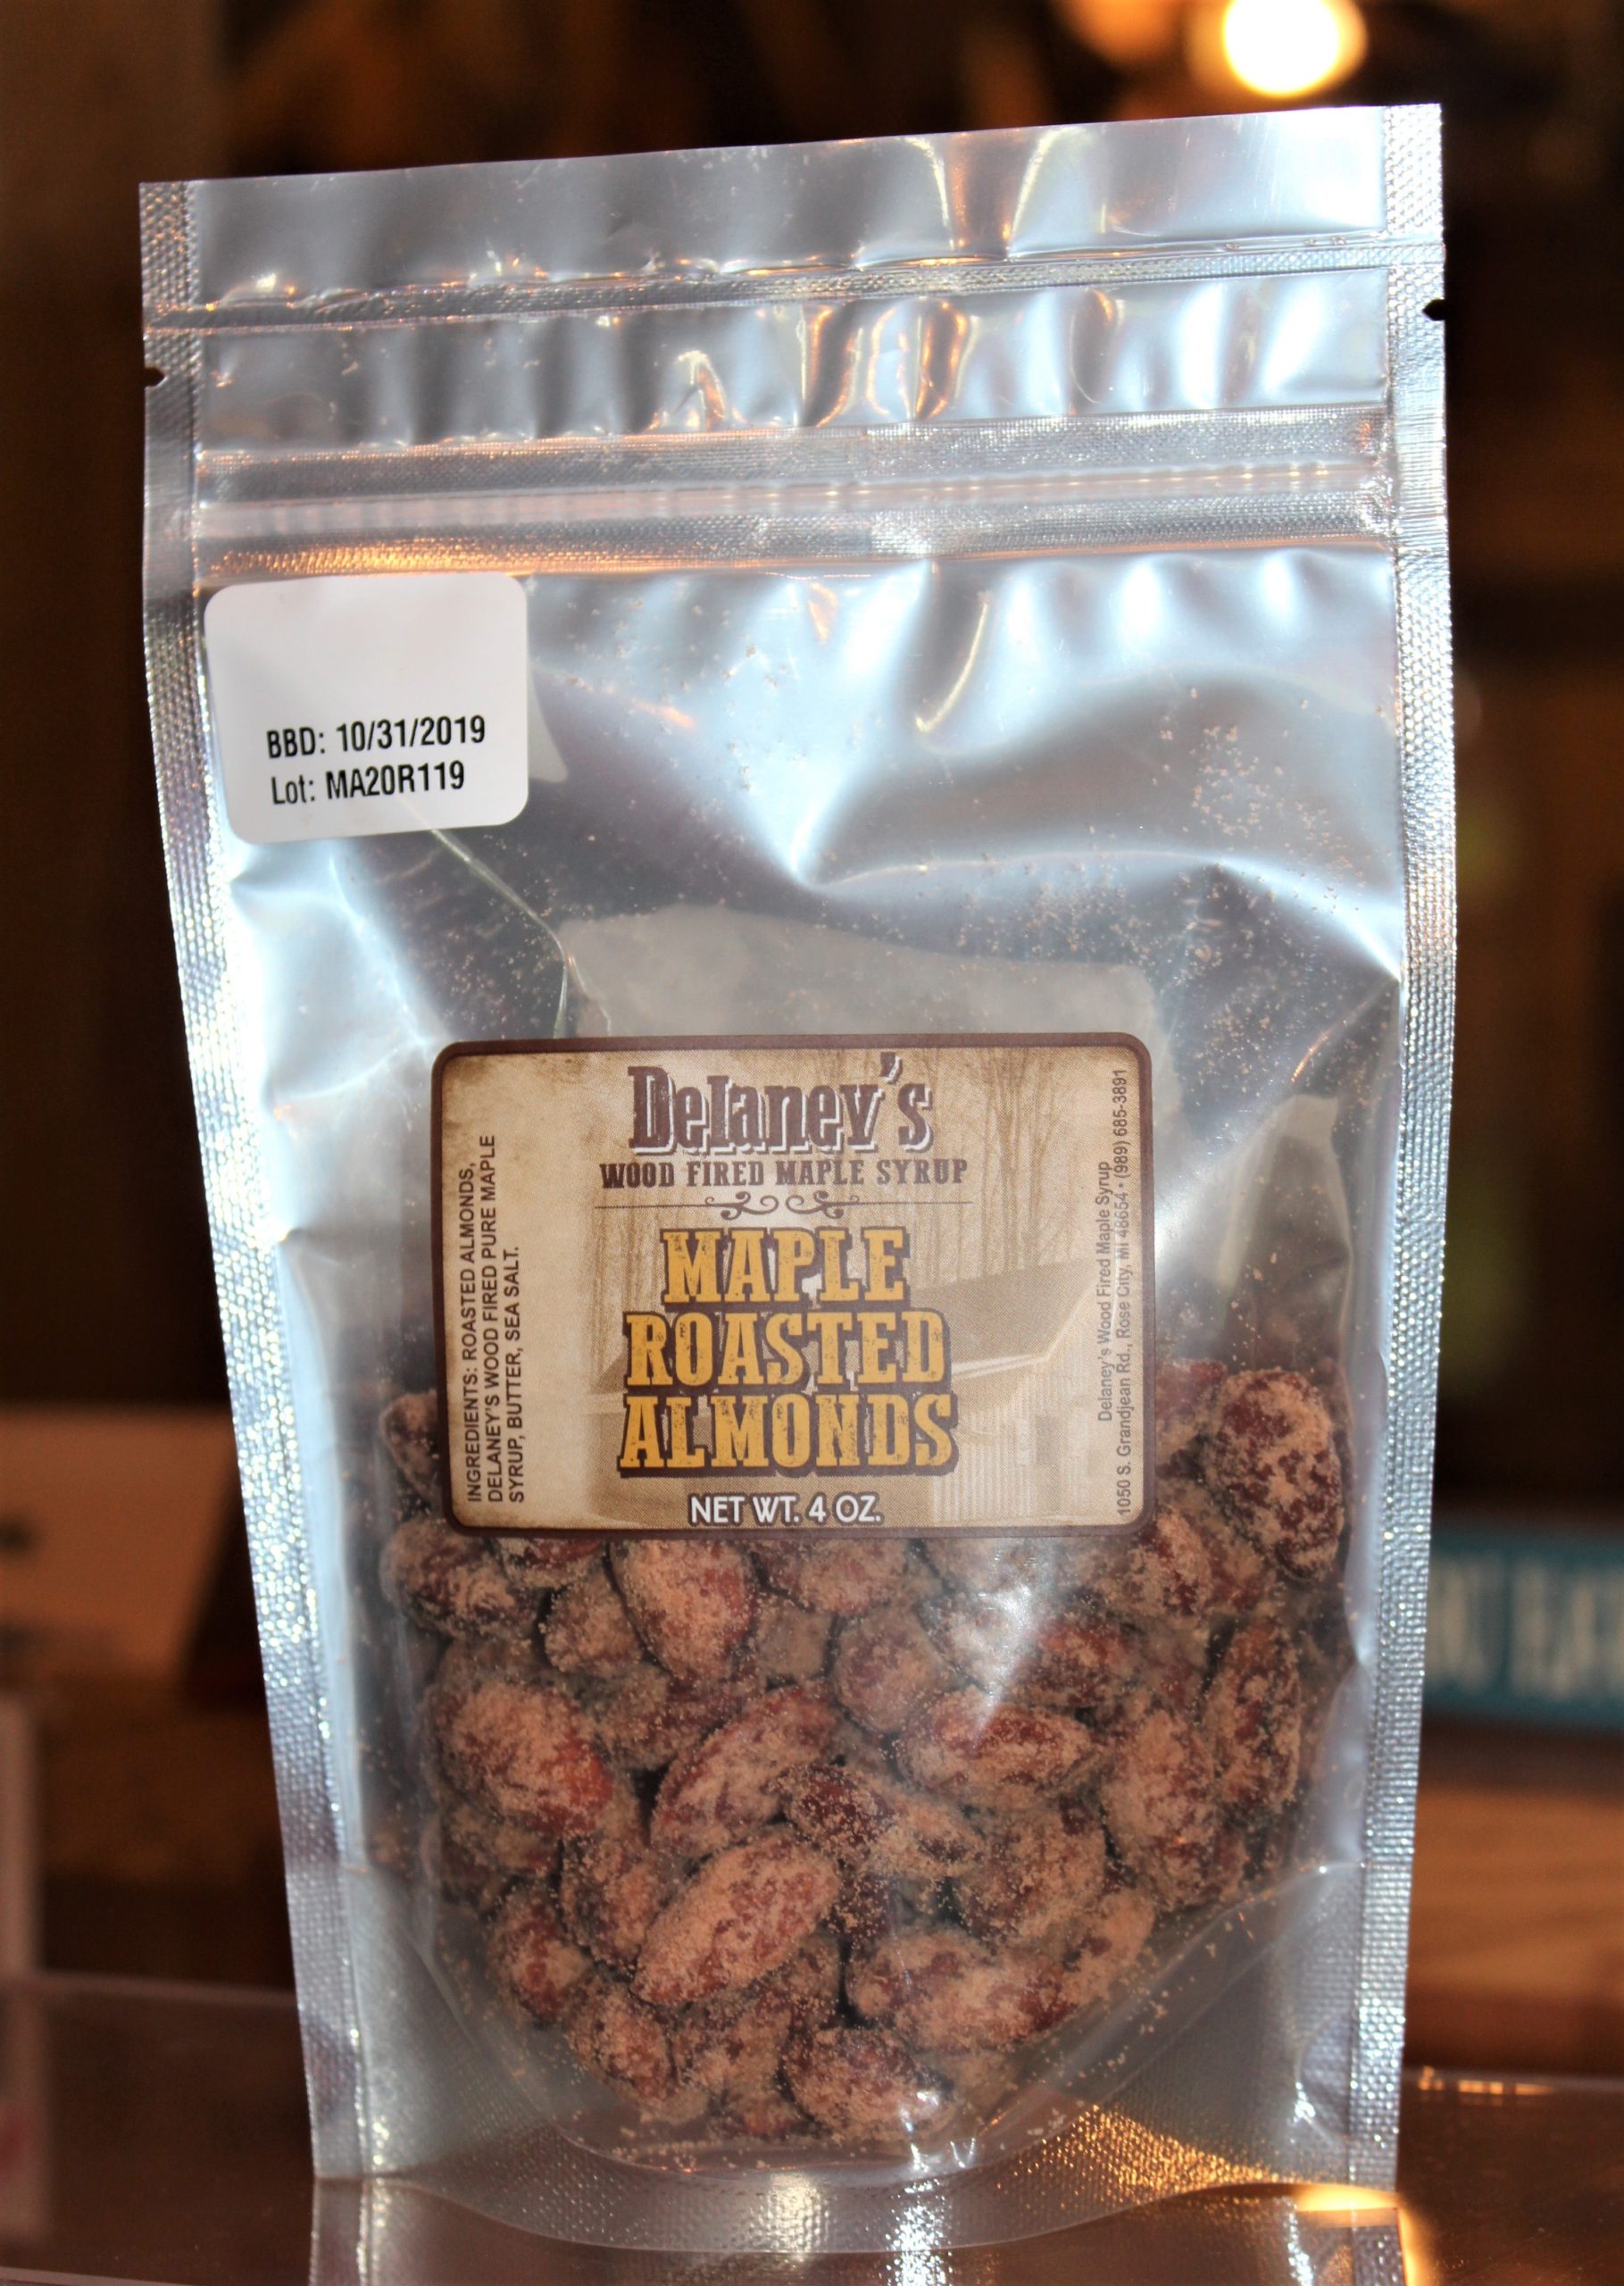 BBD: 10/31/2019
Lot: MA20R119
Delaney's
WOOD FIRED MAPLE SYRUP
MAPLE
ROASTED
ALMONDS
NET WT. 4 OZ.
INGREDIENTS: ROASTED ALMONDS,
DELANEY'S WOOD FIRED PURE MAPLE
SYRUP, BUTTER, SEA SALT.
Delaney's Wood Fired Maple Syrup
1050 S. Grandjean Rd., Rose City, MI 48654 • (989) 685-3891